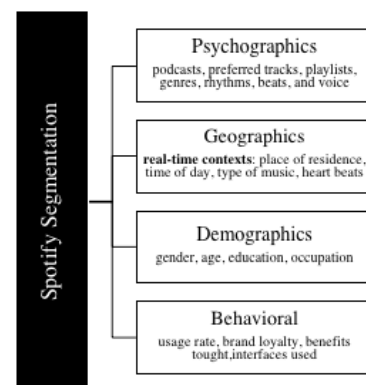 Spotify Segmentation
Psychographics
podcasts, preferred tracks, playlists,
genres, rhythms, beats, and voice
Geographics
real-time contexts: place of residence,
time of day, type of music, heart beats
Demographics
gender, age, education, occupation
Behavioral
usage rate, brand loyalty, benefits
tought,interfaces used